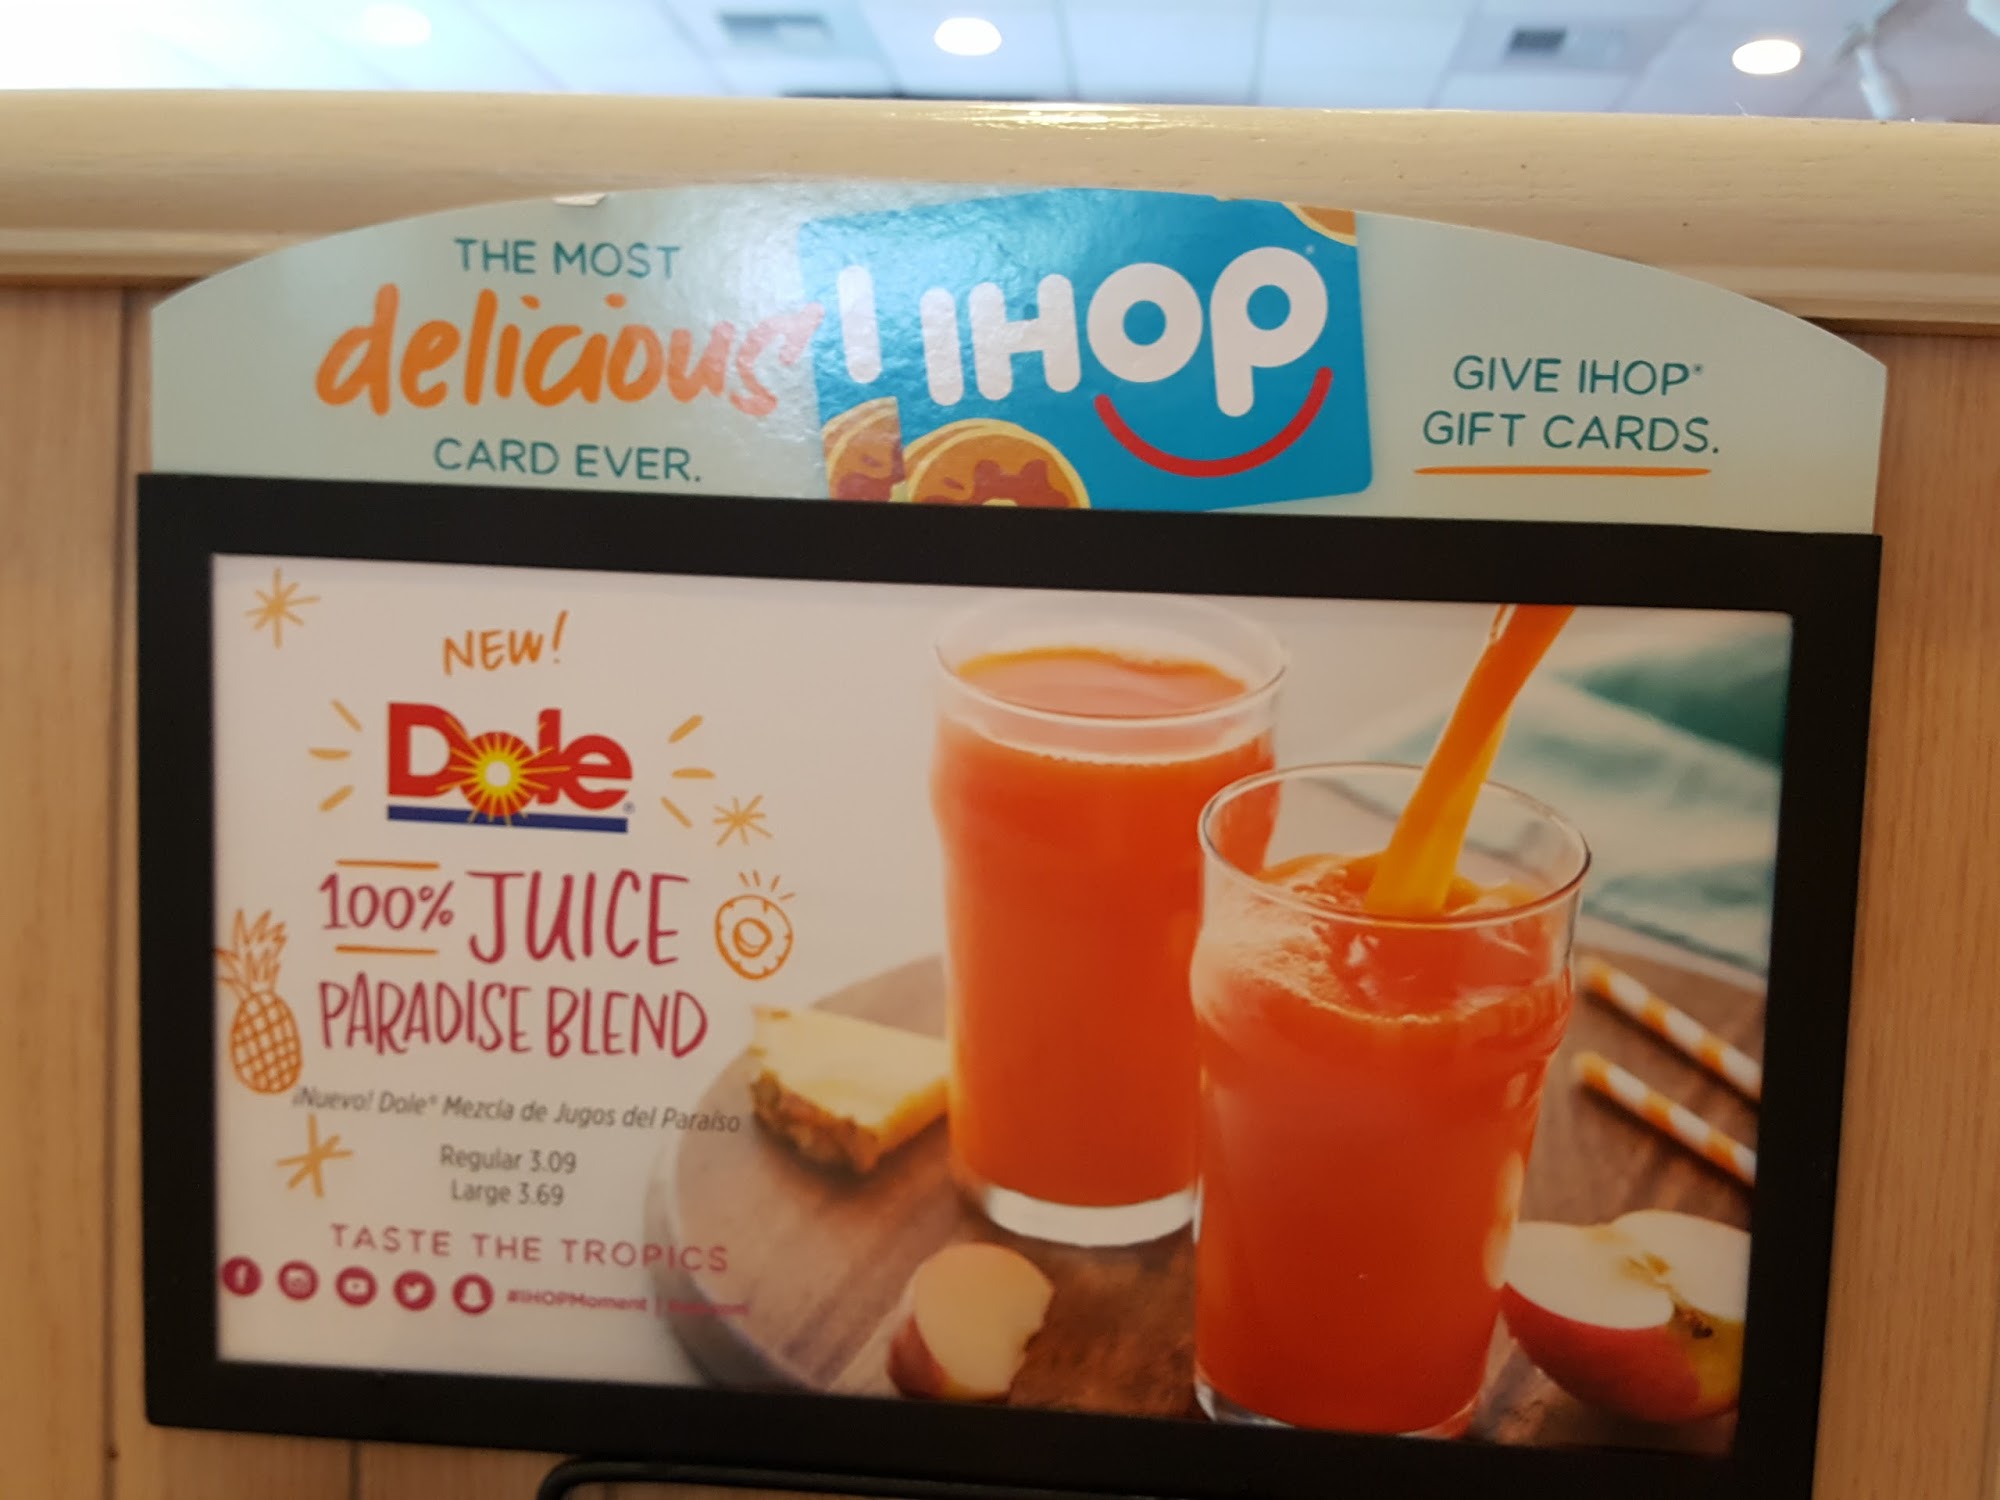 THE MOST
delicious
CARD EVER.
IHOP®
GIVE IHOP®
GIFT CARDS.
NEW!
Dole®
100% JUICE
PARADISE BLEND
¡Nuevo! Dole® Mezcla de Jugos del Paraíso
Regular 3.09
Large 3.69
TASTE THE TROPICS
#IHOPMoment |